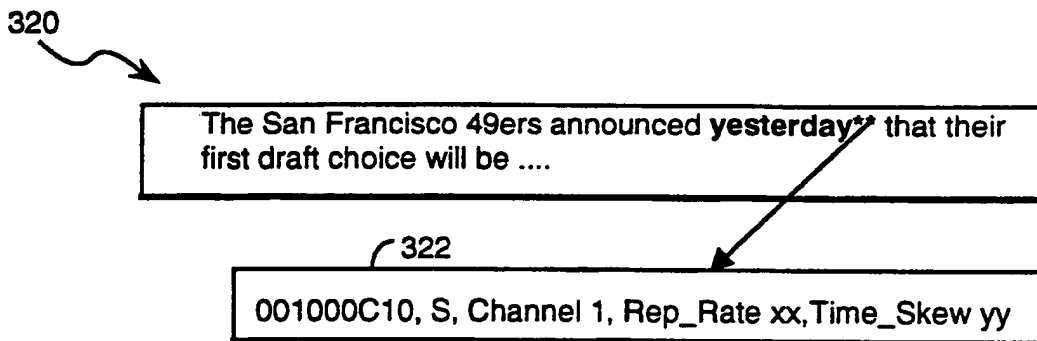 320
The San Francisco 49ers announced yesterday** that their
first draft choice will be ....
322
001000C10, S, Channel 1, Rep_Rate xx,Time_Skew yy